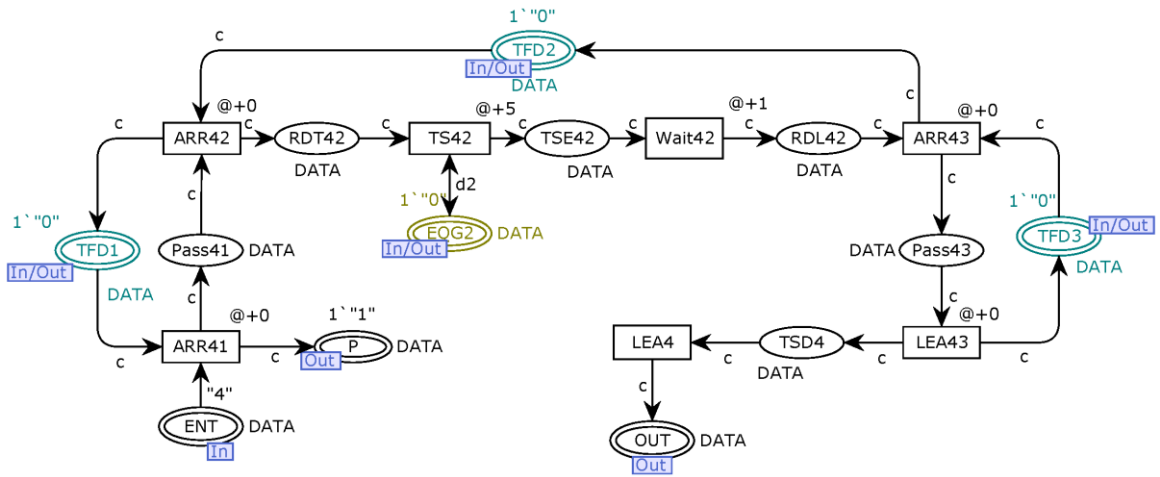 1`"0"
c
TFD2
c
In/Out
DATA
@+0
@+5
@+1
@+0
c
ARR42
c
RDT42
c
TS42
c
TSE42
c
Wait42
c
RDL42
c
ARR43
c
DATA
DATA
DATA
c
d2
c
1`"0"
1`"0"
1`"0"
TFD1
Pass41
DATA
EQG2
DATA
DATA
Pass43
TFD3
In/Out
In/Out
In/Out
DATA
DATA
c
c
@+0
1`"1"
@+0
ARR41
c
P
DATA
LEA4
c
TSD4
c
LEA43
c
c
Out
DATA
"4"
c
ENT
DATA
OUT
DATA
In
Out